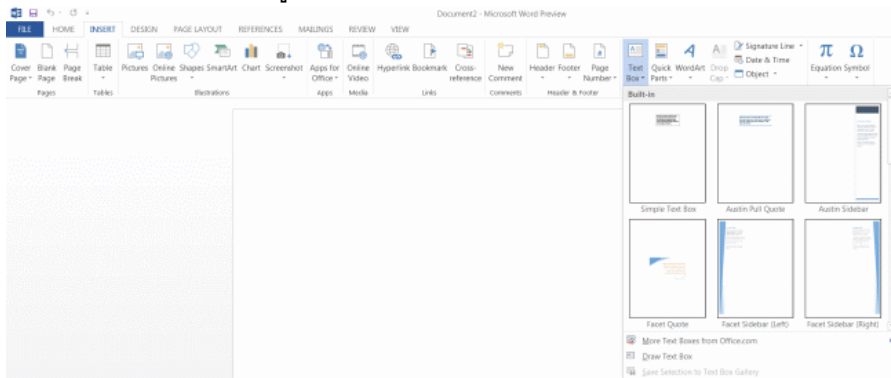 Document2 - Microsoft Word Preview
FILE HOME INSERT DESIGN PAGE LAYOUT REFERENCES MAILINGS REVIEW VIEW
Cover Page Blank Page Page Break Table Pictures Online Pictures Shapes SmartArt Chart Screenshot Apps for Office Online Video Hyperlink Bookmark Cross-reference New Comment Header Footer Page Number Text Box Quick Parts WordArt Drop Cap Signature Line Date & Time Object Equation Symbol
Pages Tables Illustrations Apps Media Links Comments Header & Footer
Built-in
Simple Text Box Austin Pull Quote Austin Sidebar
Facet Quote Facet Sidebar (Left) Facet Sidebar (Right)
More Text Boxes from Office.com
Draw Text Box
Save Selection to Text Box Gallery